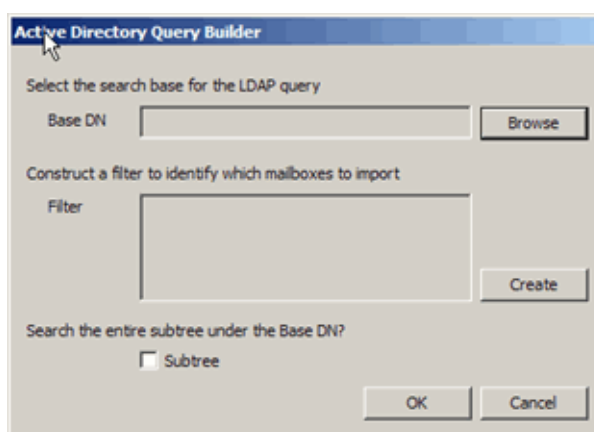 Active Directory Query Builder
Select the search base for the LDAP query
Base DN
Browse
Construct a filter to identify which mailboxes to import
Filter
Create
Search the entire subtree under the Base DN?
Subtree
OK
Cancel